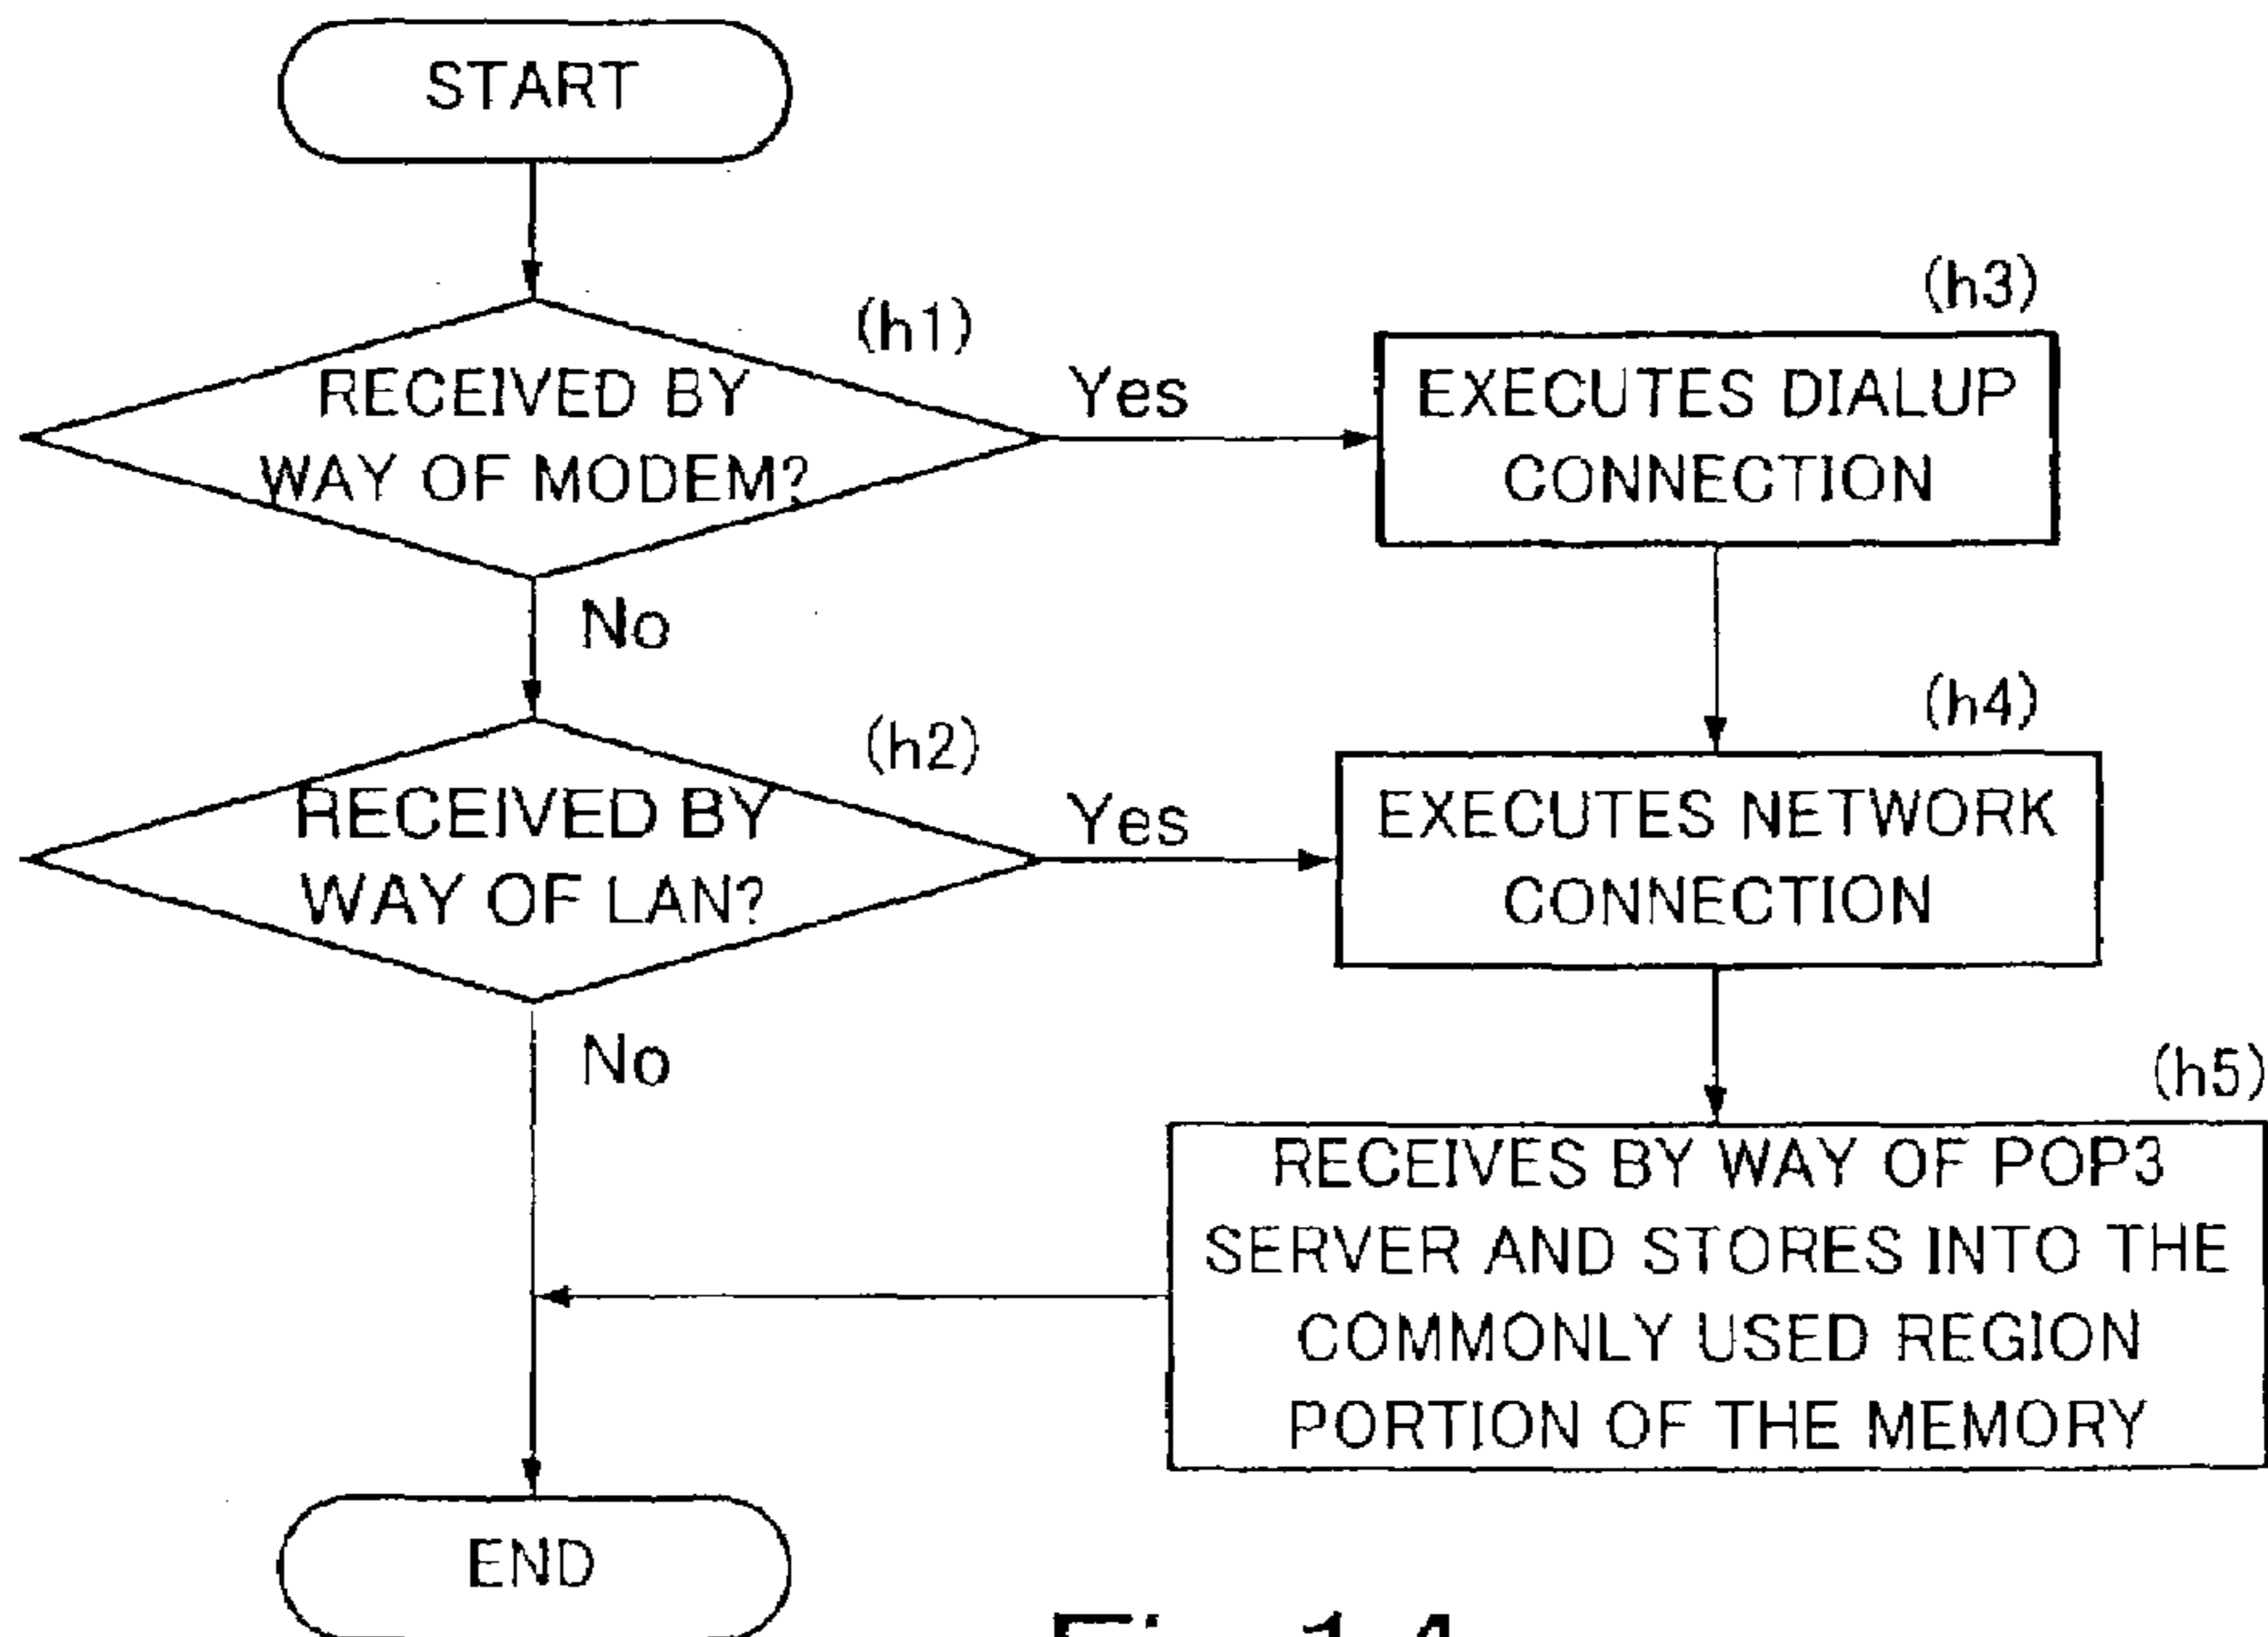 START
(h1)
RECEIVED BY
WAY OF MODEM?
Yes
(h3)
EXECUTES DIALUP
CONNECTION
No
(h2)
RECEIVED BY
WAY OF LAN?
Yes
(h4)
EXECUTES NETWORK
CONNECTION
No
(h5)
RECEIVES BY WAY OF POP3
SERVER AND STORES INTO THE
COMMONLY USED REGION
PORTION OF THE MEMORY
END